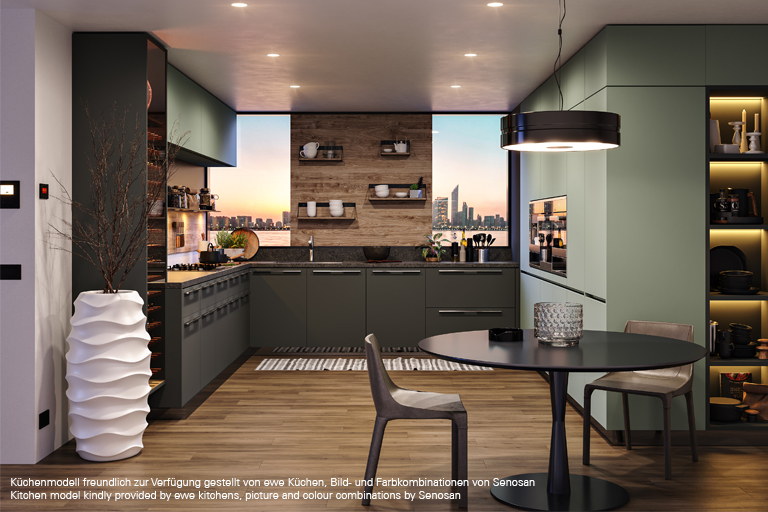 Küchenmodell freundlich zur Verfügung gestellt von ewe Küchen, Bild- und Farbkombinationen von Senosan
Kitchen model kindly provided by ewe kitchens, picture and colour combinations by Senosan